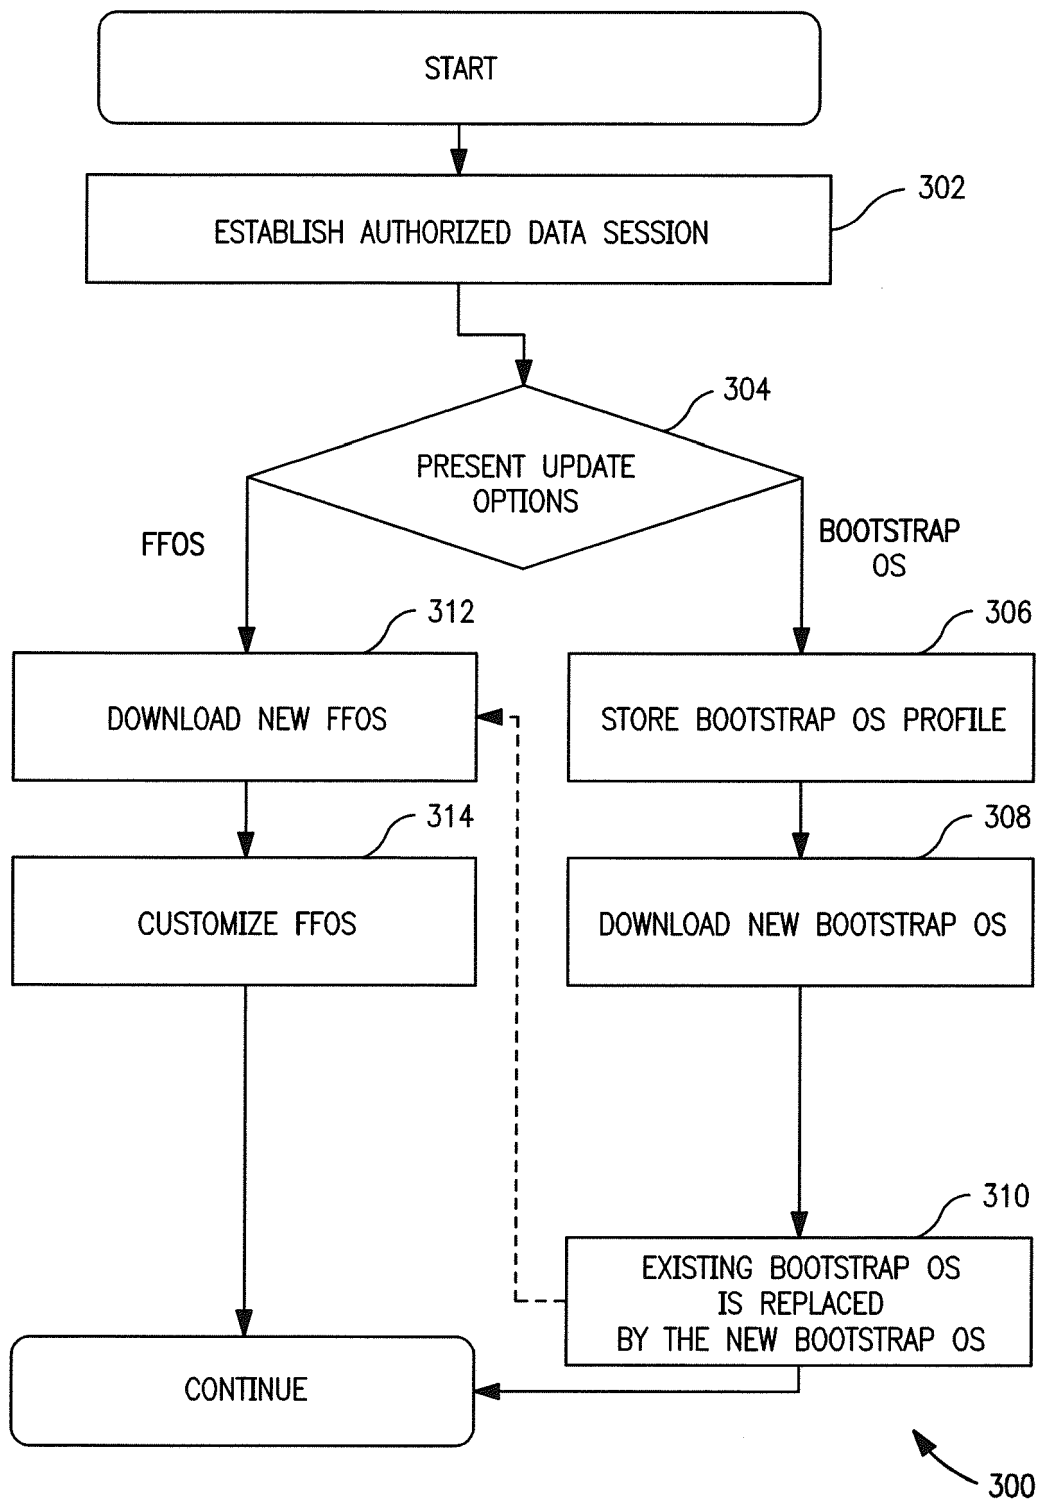 START
302
ESTABLISH AUTHORIZED DATA SESSION
304
PRESENT UPDATE
OPTIONS
FFOS
BOOTSTRAP
OS
312
306
DOWNLOAD NEW FFOS
STORE BOOTSTRAP OS PROFILE
314
308
CUSTOMIZE FFOS
DOWNLOAD NEW BOOTSTRAP OS
310
EXISTING BOOTSTRAP OS
IS REPLACED
BY THE NEW BOOTSTRAP OS
CONTINUE
300